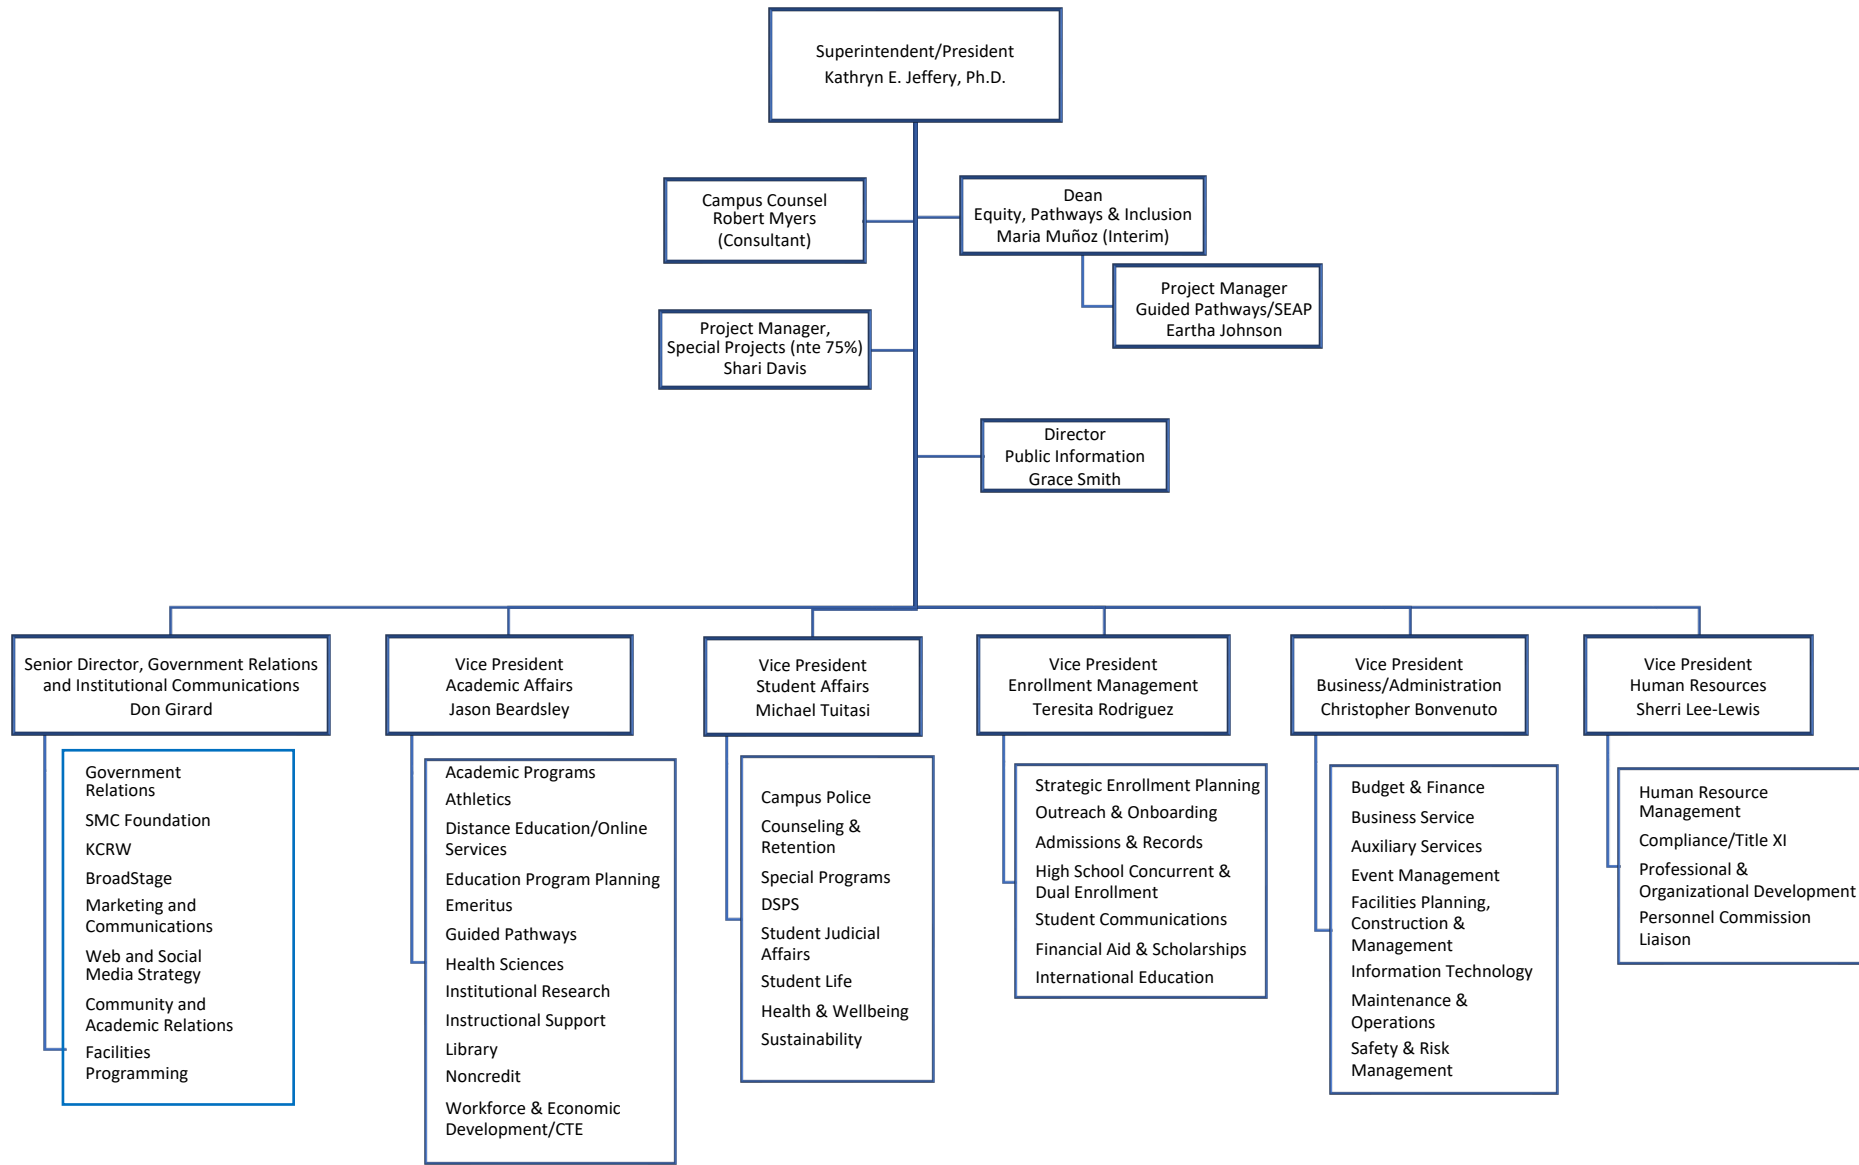 Superintendent/President
Kathryn E. Jeffery, Ph.D.
Campus Counsel
Robert Myers
(Consultant)
Dean
Equity, Pathways & Inclusion
Maria Muñoz (Interim)
Project Manager
Guided Pathways/SEAP
Eartha Johnson
Project Manager,
Special Projects (nte 75%)
Shari Davis
Director
Public Information
Grace Smith
Senior Director, Government Relations
and Institutional Communications
Don Girard
Government
Relations
SMC Foundation
KCRW
BroadStage
Marketing and
Communications
Web and Social
Media Strategy
Community and
Academic Relations
Facilities
Programming
Vice President
Academic Affairs
Jason Beardsley
Academic Programs
Athletics
Distance Education/Online
Services
Education Program Planning
Emeritus
Guided Pathways
Health Sciences
Institutional Research
Instructional Support
Library
Noncredit
Workforce & Economic
Development/CTE
Vice President
Student Affairs
Michael Tuitasi
Campus Police
Counseling &
Retention
Special Programs
DSPS
Student Judicial
Affairs
Student Life
Health & Wellbeing
Sustainability
Vice President
Enrollment Management
Teresita Rodriguez
Strategic Enrollment Planning
Outreach & Onboarding
Admissions & Records
High School Concurrent &
Dual Enrollment
Student Communications
Financial Aid & Scholarships
International Education
Vice President
Business/Administration
Christopher Bonvenuto
Budget & Finance
Business Service
Auxiliary Services
Event Management
Facilities Planning,
Construction &
Management
Information Technology
Maintenance &
Operations
Safety & Risk
Management
Vice President
Human Resources
Sherri Lee-Lewis
Human Resource
Management
Compliance/Title XI
Professional &
Organizational Development
Personnel Commission
Liaison